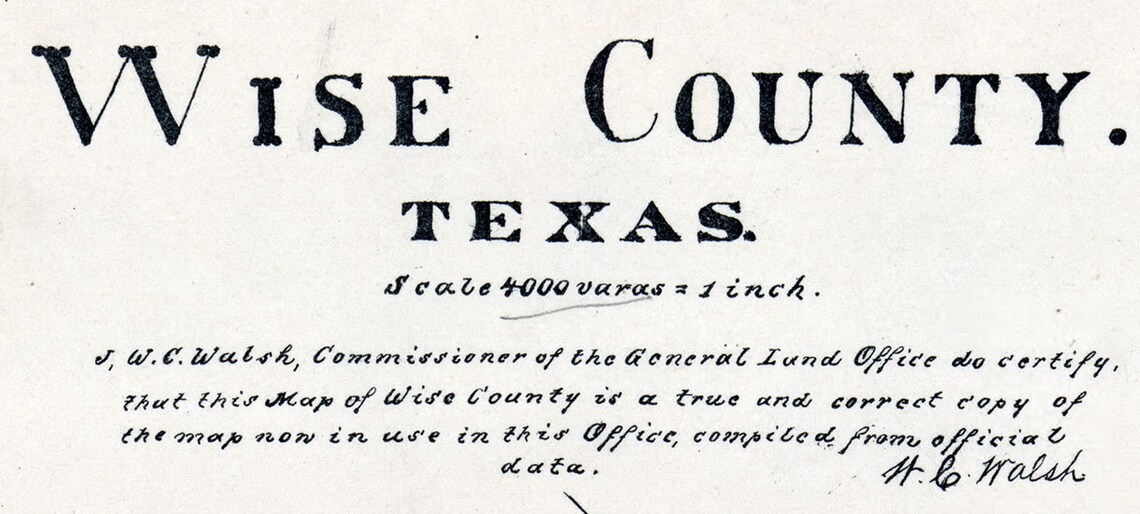 WISE COUNTY.
TEXAS.
Scale 4000 varas = 1 inch.
I, W.C. Walsh, Commissioner of the General Land Office do certify,
that this Map of Wise County is a true and correct copy of
the map now in use in this Office, compiled from official
data.
W. C. Walsh